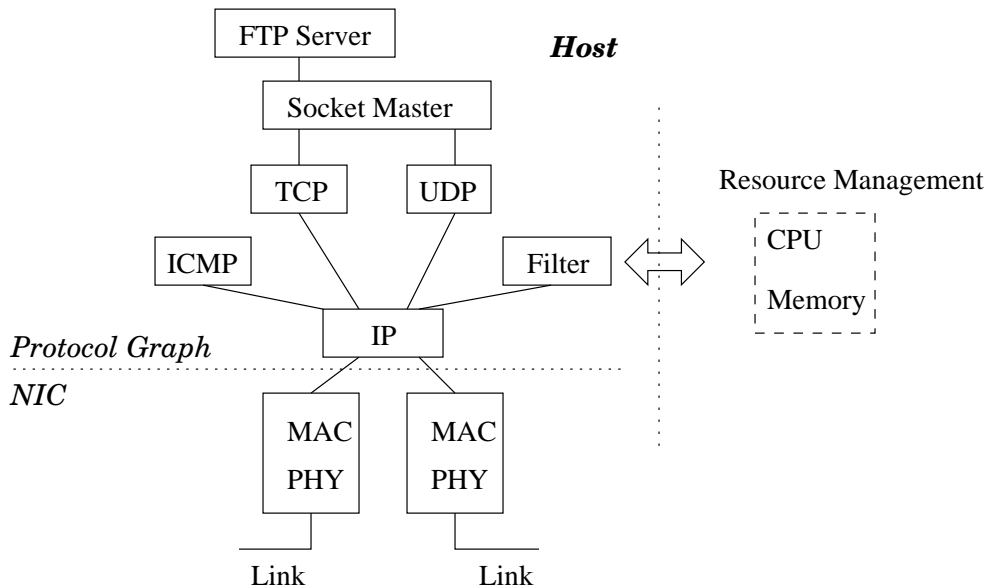 FTP Server
Host
Socket Master
TCP
UDP
Resource Management
CPU
ICMP
Filter
Memory
IP
Protocol Graph
NIC
MAC
MAC
PHY
PHY
Link
Link